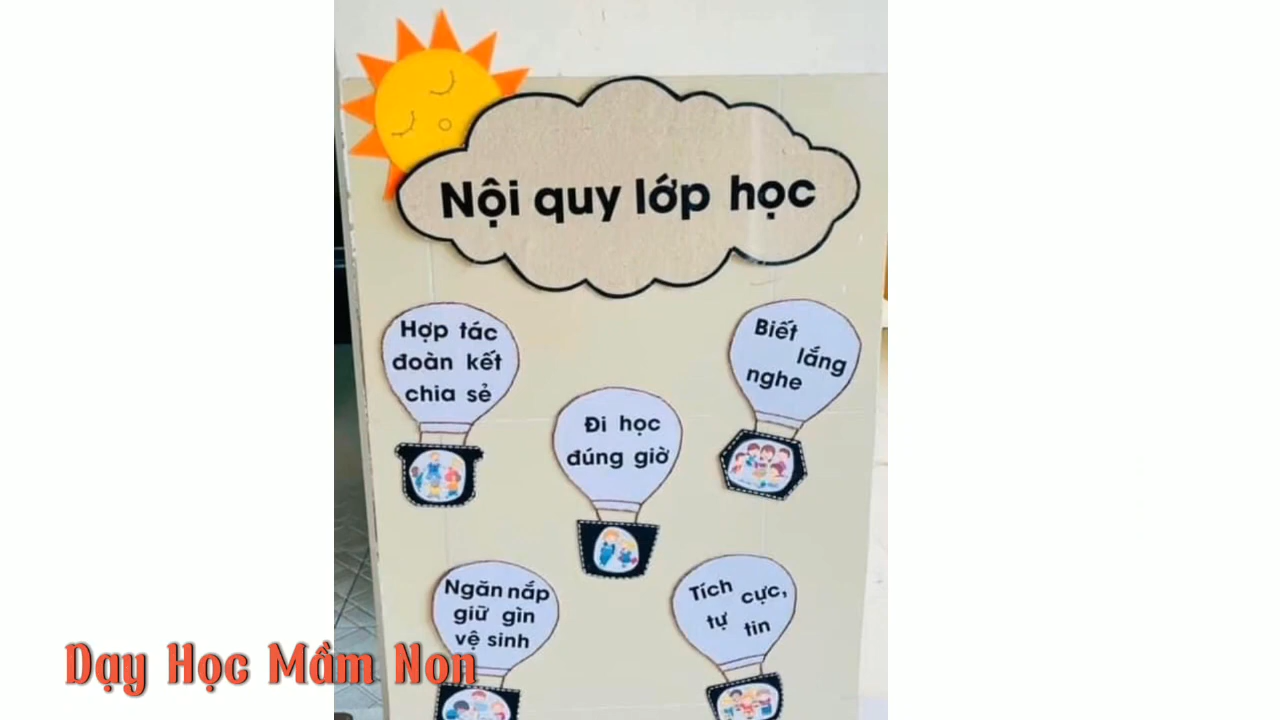 Nội quy lớp học
Hợp tác
đoàn kết
chia sẻ
Biết
lắng
nghe
Đi học
đúng giờ
Ngăn nắp
giữ gìn
vệ sinh
Tích cực,
tự tin
Dạy Học Mầm Non